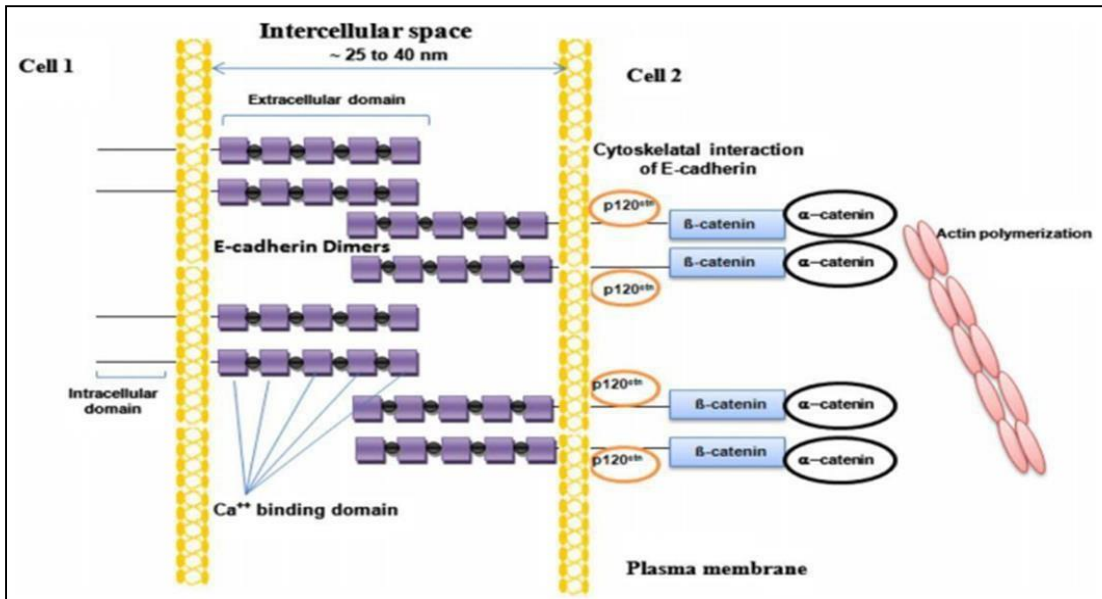 Intercellular space
~ 25 to 40 nm
Cell 1
Cell 2
Extracellular domain
Cytoskelatal interaction
of E-cadherin
p120ctn
ß-catenin
α–catenin
Actin polymerization
E-cadherin Dimers
ß-catenin
α–catenin
p120ctn
Intracellular
domain
p120ctn
ß-catenin
α–catenin
ß-catenin
α–catenin
p120ctn
Ca++ binding domain
Plasma membrane